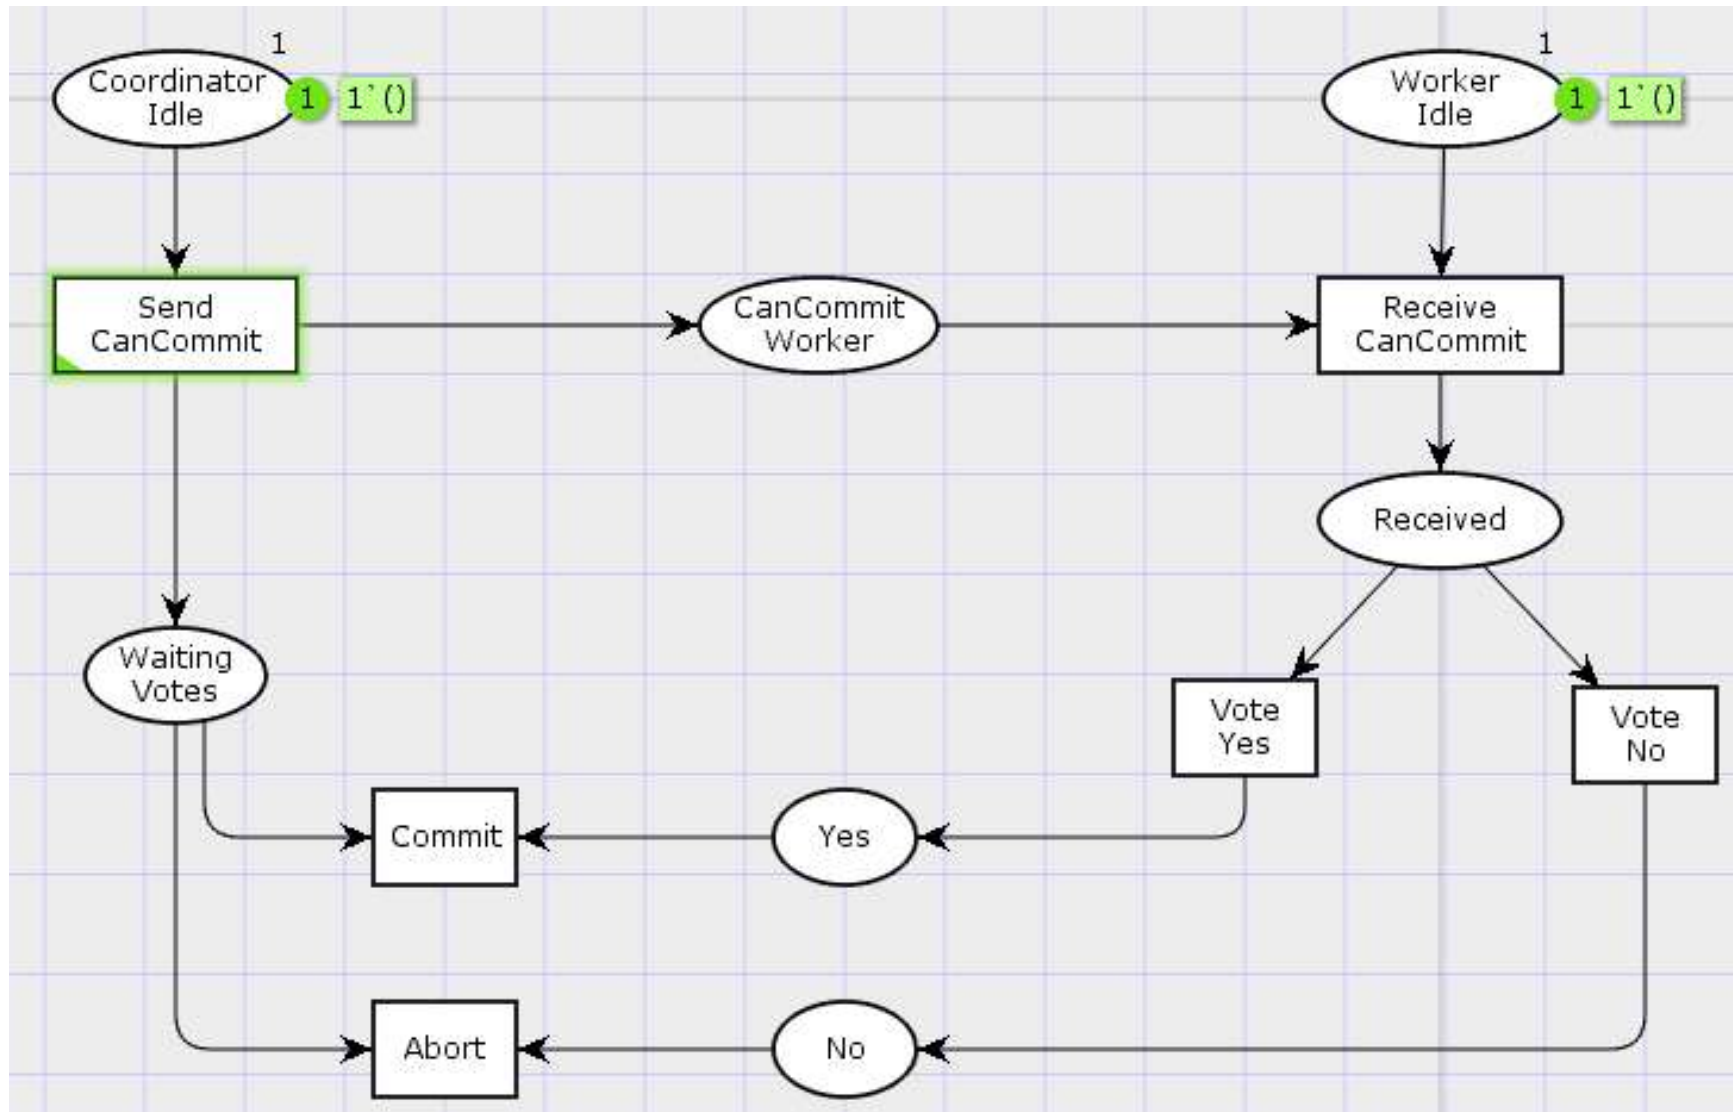 1
Coordinator
Idle
1 1`()
1
Worker
Idle
1 1`()
Send
CanCommit
CanCommit
Worker
Receive
CanCommit
Received
Waiting
Votes
Vote
Yes
Vote
No
Commit
Yes
Abort
No